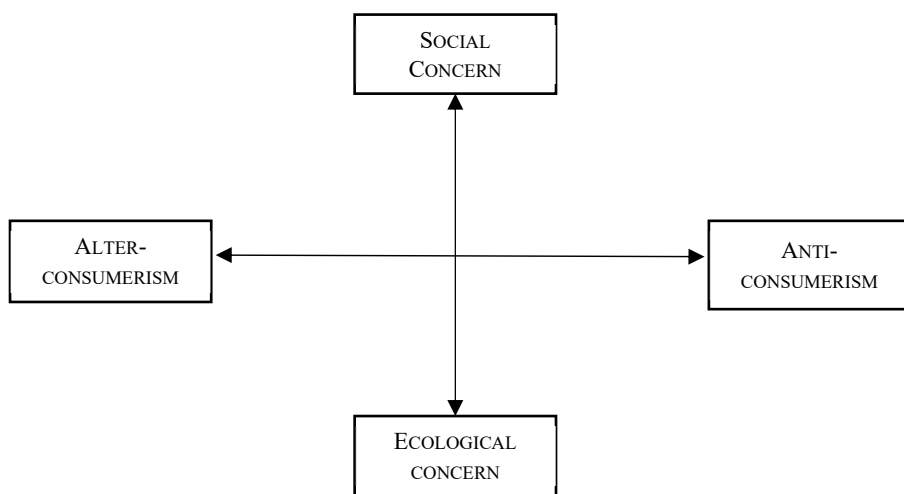 SOCIAL
CONCERN
ALTER-
CONSUMERISM
ANTI-
CONSUMERISM
ECOLOGICAL
CONCERN